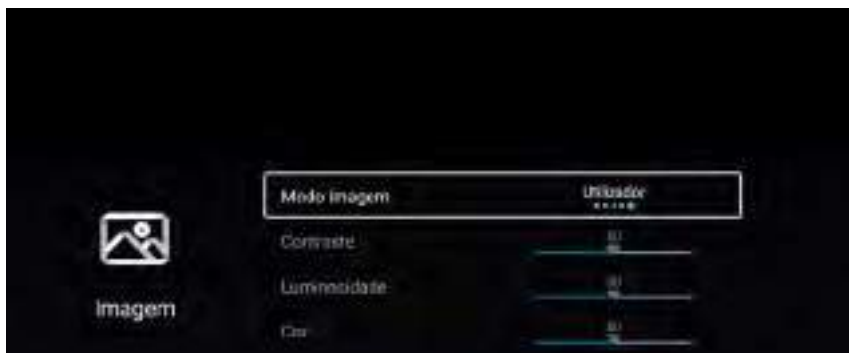 Modo Imagem
Utilizador
Contraste
Luminosidade
Imagem
Cor